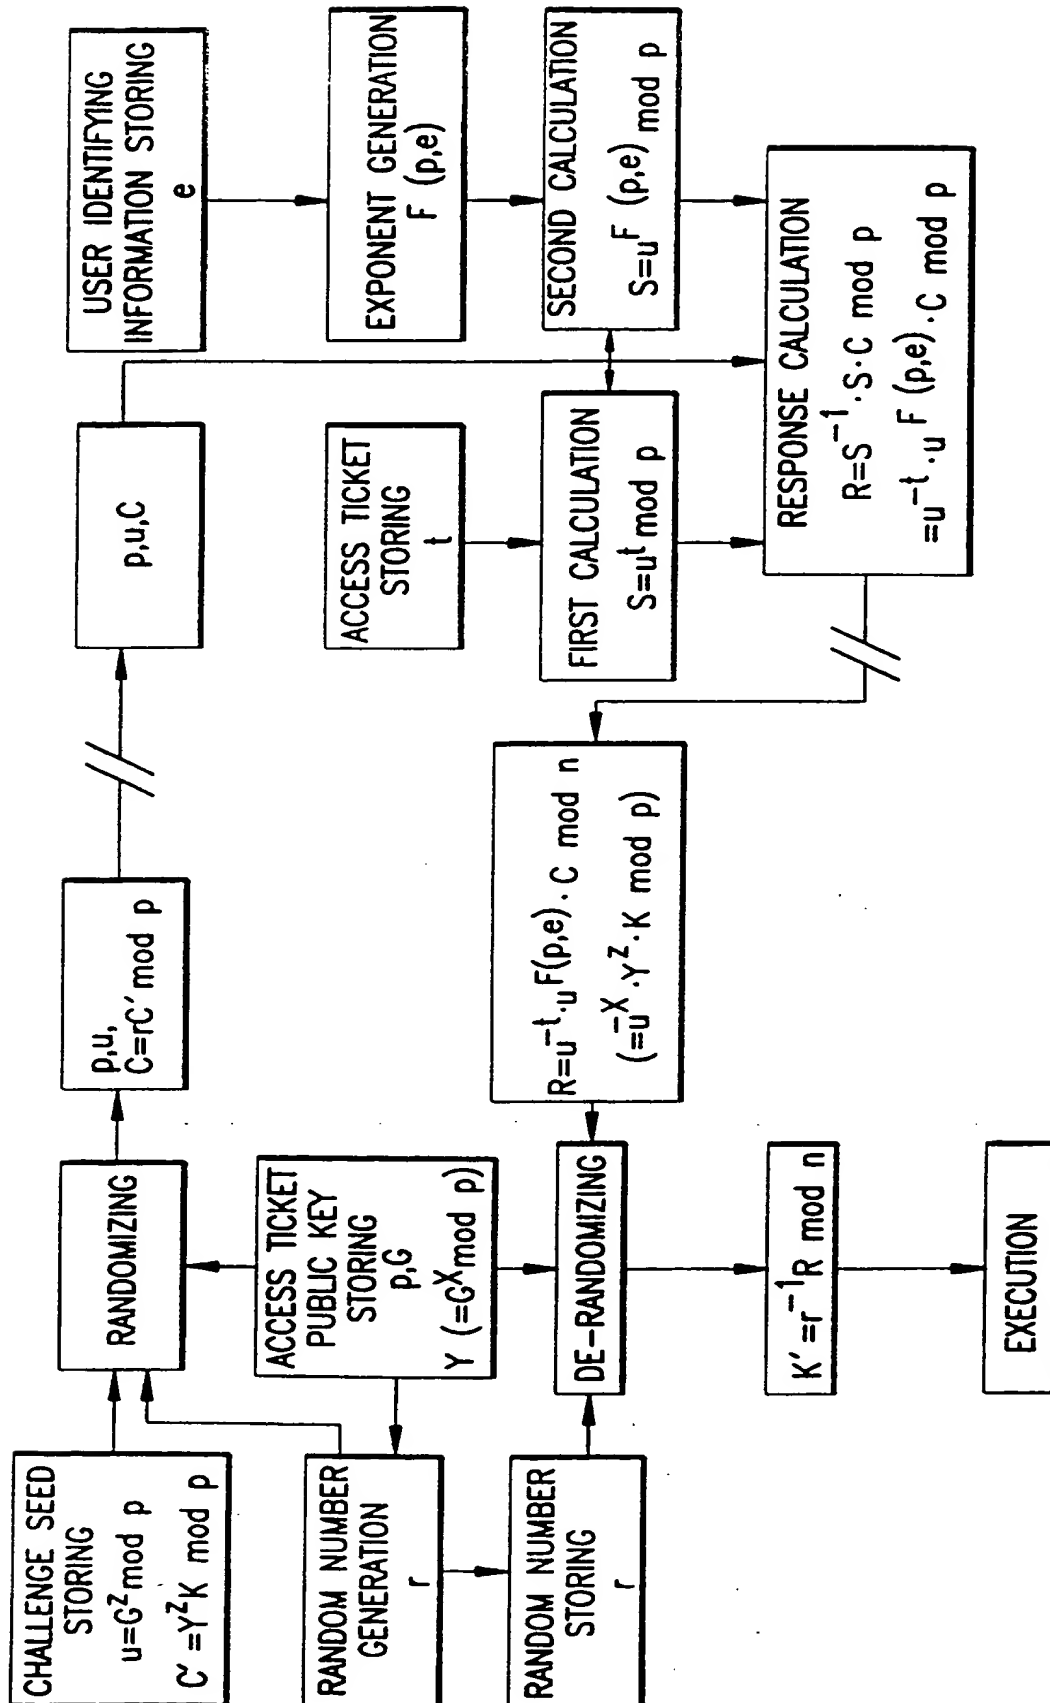 CHALLENGE SEED
STORING
u=G^z mod p
C'=Y^z K mod p
RANDOM NUMBER
GENERATION
r
RANDOM NUMBER
STORING
r
RANDOMIZING
ACCESS TICKET
PUBLIC KEY
STORING
p,G
Y (=G^x mod p)
DE-RANDOMIZING
K'=r^-1 R mod n
EXECUTION
p,u,
C=rC' mod p
R=u^-t·u^F(p,e)·C mod n
(=u^-x·Y^z·K mod p)
p,u,C
ACCESS TICKET
STORING
t
FIRST CALCULATION
S=u^t mod p
USER IDENTIFYING
INFORMATION STORING
e
EXPONENT GENERATION
F (p,e)
SECOND CALCULATION
S=u^F (p,e) mod p
RESPONSE CALCULATION
R=S^-1·S·C mod p
=u^-t·u^F (p,e)·C mod p